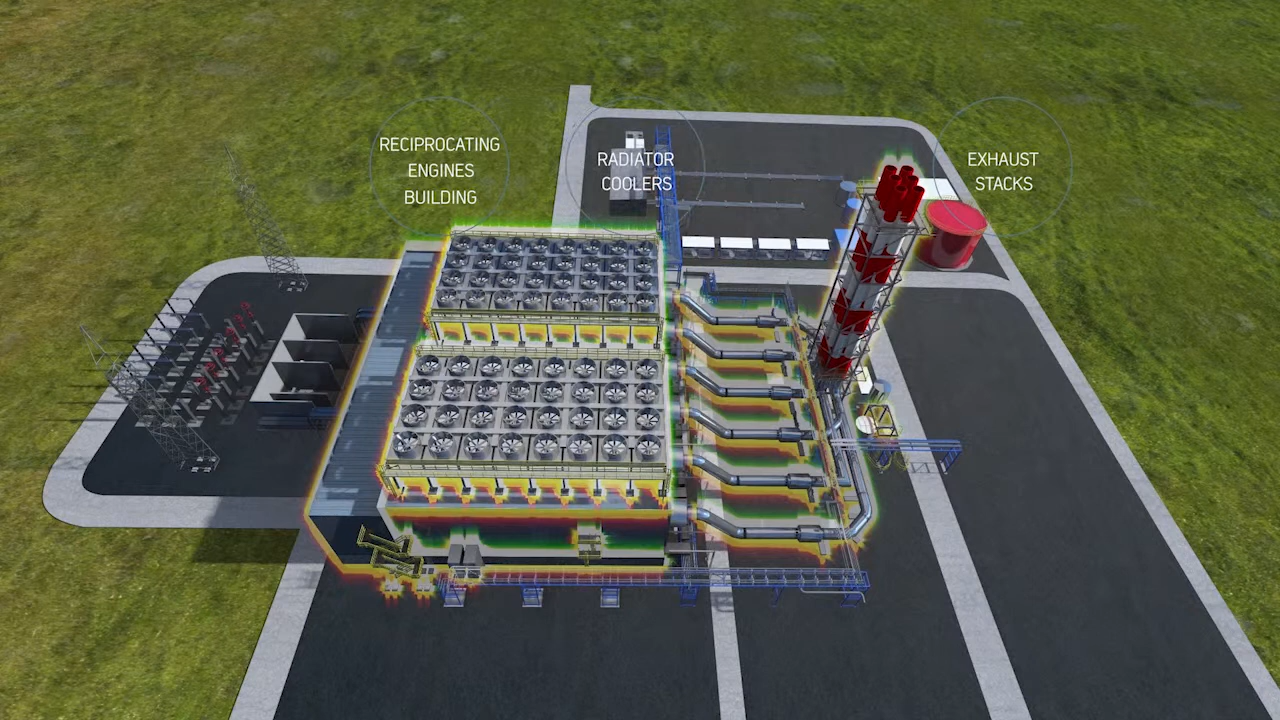 RECIPROCATING
ENGINES
BUILDING
RADIATOR
COOLERS
EXHAUST
STACKS